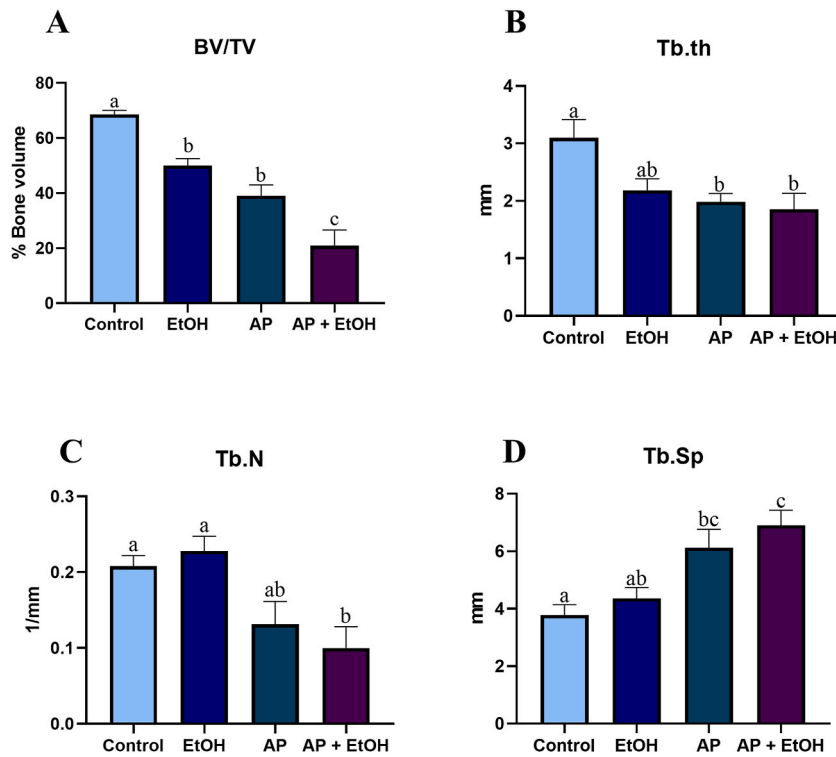 A
BV/TV
% Bone volume
80
60
40
20
0
a
b
b
c
Control EtOH AP AP + EtOH
B
Tb.th
mm
4
3
2
1
0
a
ab
b
b
Control EtOH AP AP + EtOH
C
Tb.N
1/mm
0.3
0.2
0.1
0.0
a
a
ab
b
Control EtOH AP AP + EtOH
D
Tb.Sp
mm
8
6
4
2
0
a
ab
bc
c
Control EtOH AP AP + EtOH